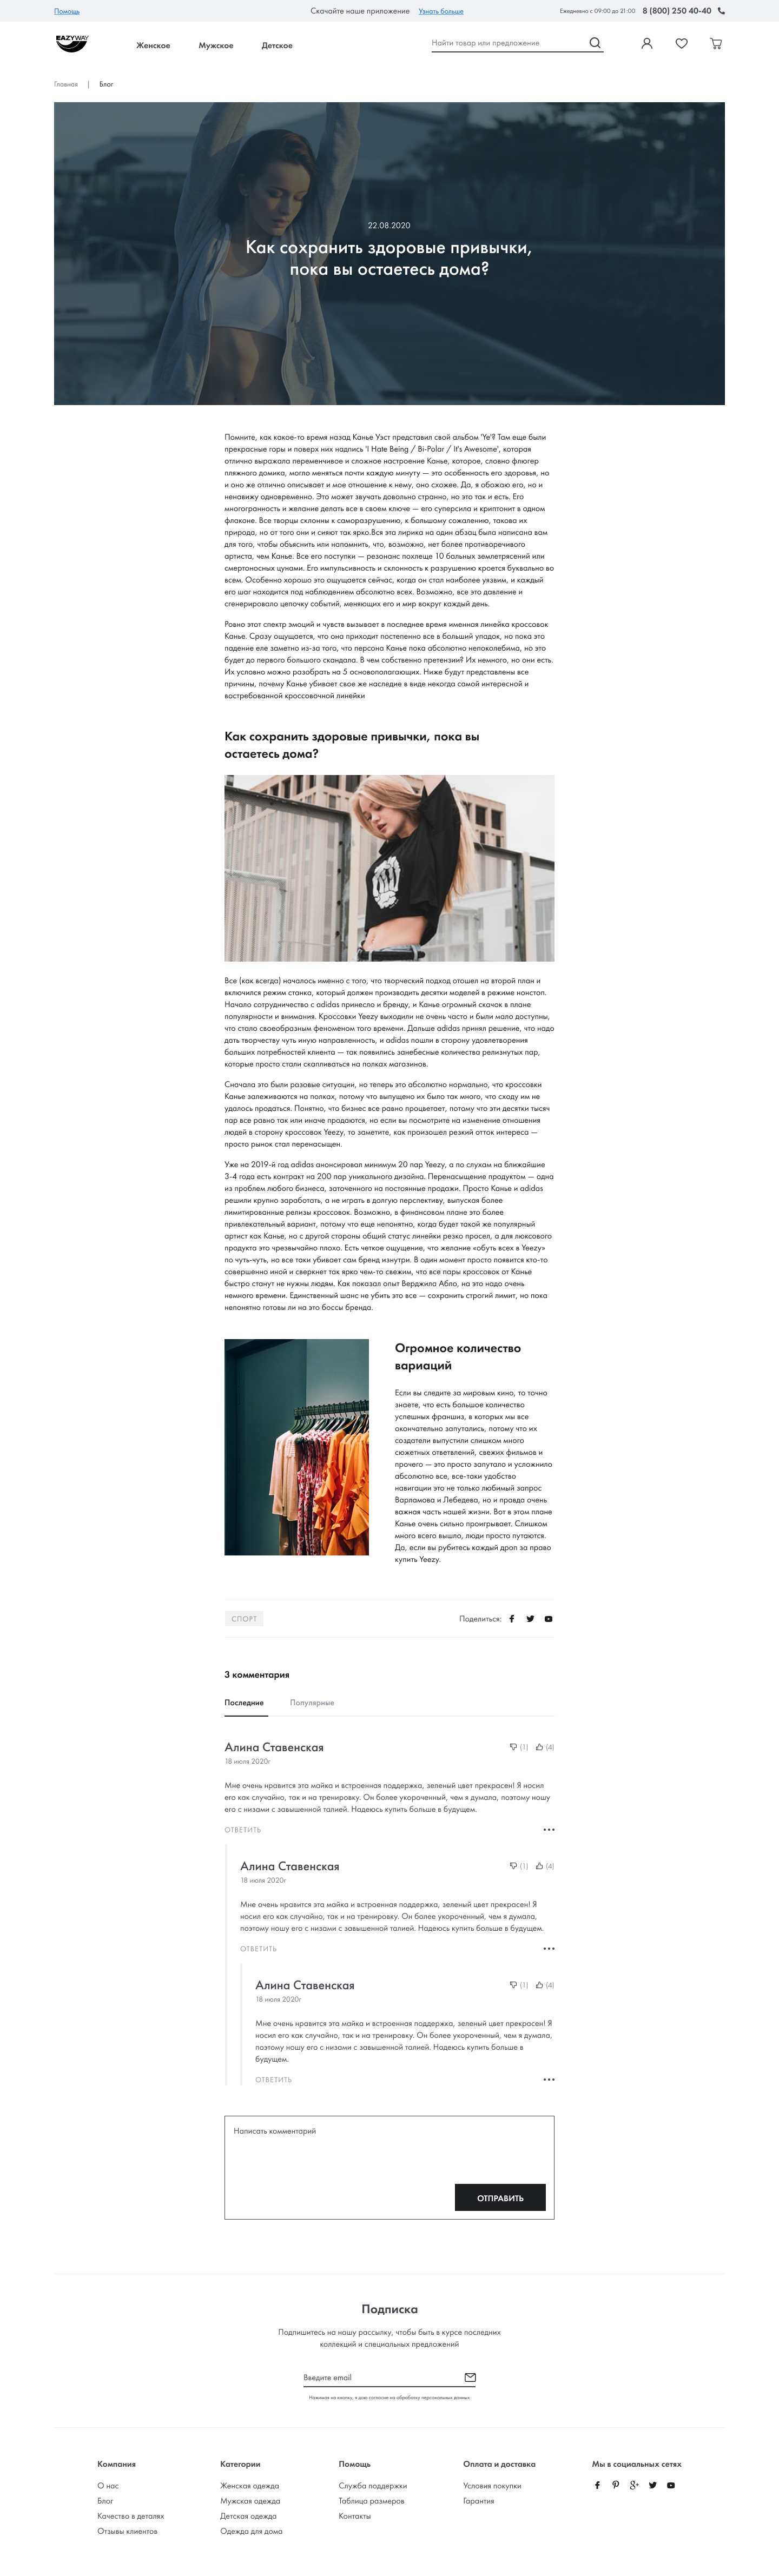 Помощь
Скачайте наше приложение Узнать больше
Ежедневно с 09:00 до 21:00 8 (800) 250 40-40
EAZYWAY
Женское Мужское Детское
Найти товар или предложение
Главная | Блог
22.08.2020
Как сохранить здоровые привычки,
пока вы остаетесь дома?
Помните, как какое-то время назад Канье Уэст представил свой альбом 'Ye'? Там еще были
прекрасные горы и поверх них надпись 'I Hate Being / Bi-Polar / It's Awesome', которая
отлично выражала переменчивое и сложное настроение Канье, которое, словно флюгер
пляжного домика, могло меняться почти каждую минуту — это особенность его здоровья, но
и оно же отлично описывает и мое отношение к нему, она схожее. Да, я обожаю его, но и
ненавижу одновременно. Это может звучать довольно странно, но это так и есть. Его
многогранность и желание делать все в своем ключе — его суперсила и криптонит в одном
флаконе. Все творцы склонны к саморазрушению, к большому сожалению, такова их
природа, но от того они и сияют так ярко.Вся эта лирика на один абзац была написана вам
для того, чтобы объяснить или напомнить, что, возможно, нет более противоречивого
артиста, чем Канье. Все его поступки — резонанс похлеще 10 бальных землетрясений или
смертоносных цунами. Его импульсивность и склонность к разрушению кроется буквально во
всем. Особенно хорошо это ощущается сейчас, когда он стал наиболее уязвим, и каждый
его шаг находится под наблюдением абсолютно всех. Возможно, все это давление и
сгенерировало цепочку событий, меняющих его и мир вокруг каждый день.
Ровно этот спектр эмоций и чувств вызывает в последнее время именная линейка кроссовок
Канье. Сразу ощущается, что она приходит постепенно все в больший упадок, но пока это
падение еле заметно из-за того, что персона Канье пока абсолютно непоколебима, но это
будет до первого большого скандала. В чем собственно претензии? Их немного, но они есть.
Их условно можно разобрать на 5 основополагающих. Ниже будут представлены все
причины, почему Канье убивает свое же наследие в виде некогда самой интересной и
востребованной кроссовочной линейки
Как сохранить здоровые привычки, пока вы
остаетесь дома?
Все (как всегда) началось именно с того, что творческий подход отошел на второй план и
включился режим станка, который должен производить десятки моделей в режиме нонстоп.
Начало сотрудничество с adidas принесло и бренду, и Канье огромный скачок в плане
популярности и внимания. Кроссовки Yeezy выходили не очень часто и были мало доступны,
что стало своеобразным феноменом того времени. Дальше adidas принял решение, что надо
дать творчеству чуть иную направленность, и adidas пошли в сторону удовлетворения
больших потребностей клиента — так появились занебесные количества релизнутых пар,
которые просто стали скапливаться на полках магазинов.
Сначала это были разовые ситуации, но теперь это абсолютно нормально, что кроссовки
Канье залеживаются на полках, потому что выпущено их было так много, что сходу им не
удалось продаться. Понятно, что бизнес все равно процветает, потому что эти десятки тысяч
пар все равно так или иначе продаются, но если вы посмотрите на изменение отношения
людей в сторону кроссовок Yeezy, то заметите, как произошел резкий отток интереса —
просто рынок стал перенасыщен.
Уже на 2019-й год adidas анонсировал минимум 20 пар Yeezy, а по слухам на ближайшие
3-4 года есть контракт на 200 пар уникального дизайна. Перенасыщение продуктом — одна
из проблем любого бизнеса, заточенного на постоянные продажи. Просто Канье и adidas
решили крупно заработать, а не играть в долгую перспективу, выпуская более
лимитированные релизы кроссовок. Возможно, в финансовом плане это более
привлекательный вариант, потому что еще непонятно, когда будет такой же популярный
артист как Канье, но с другой стороны общий статус линейки резко просел, а для люксового
продукта это чрезвычайно плохо. Есть четкое ощущение, что желание «обуть всех в Yeezy»
по чуть-чуть, но все таки убивает сам бренд изнутри. В один момент просто появится кто-то
совершенно иной и сверкнет так ярко чем-то свежим, что все пары кроссовок от Канье
быстро станут не нужны людям. Как показал опыт Верджила Абло, на это надо очень
немного времени. Единственный шанс не убить это все — сохранить строгий лимит, но пока
непонятно готовы ли на это боссы бренда.
Огромное количество
вариаций
Если вы следите за мировым кино, то точно
знаете, что есть большое количество
успешных франшиз, в которых мы все
окончательно запутались, потому что их
создатели выпустили слишком много
сюжетных ответвлений, свежих фильмов и
прочего — это просто запутало и усложнило
абсолютно все, все-таки удобство
навигации это не только любимый запрос
Варламова и Лебедева, но и правда очень
важная часть нашей жизни. Вот в этом плане
Канье очень сильно проигрывает. Слишком
много всего вышло, люди просто путаются.
Да, если вы рубитесь каждый дроп за право
купить Yeezy.
СПОРТ
Поделиться:
3 комментария
Последние Популярные
Алина Ставенская (1) (4)
18 июля 2020г
Мне очень нравится эта майка и встроенная поддержка, зеленый цвет прекрасен! Я носил
его как случайно, так и на тренировку. Он более укороченный, чем я думала, поэтому ношу
его с низами с завышенной талией. Надеюсь купить больше в будущем.
ОТВЕТИТЬ
Алина Ставенская (1) (4)
18 июля 2020г
Мне очень нравится эта майка и встроенная поддержка, зеленый цвет прекрасен! Я
носил его как случайно, так и на тренировку. Он более укороченный, чем я думала,
поэтому ношу его с низами с завышенной талией. Надеюсь купить больше в будущем.
ОТВЕТИТЬ
Алина Ставенская (1) (4)
18 июля 2020г
Мне очень нравится эта майка и встроенная поддержка, зеленый цвет прекрасен! Я
носил его как случайно, так и на тренировку. Он более укороченный, чем я думала,
поэтому ношу его с низами с завышенной талией. Надеюсь купить больше в
будущем.
ОТВЕТИТЬ
Написать комментарий
ОТПРАВИТЬ
Подписка
Подпишитесь на нашу рассылку, чтобы быть в курсе последних
коллекций и специальных предложений
Введите email
Нажимая на кнопку, я даю согласие на обработку персональных данных
Компания Категории Помощь Оплата и доставка Мы в социальных сетях
О нас Женская одежда Служба поддержки Условия покупки
Блог Мужская одежда Таблица размеров Гарантия
Качество в деталях Детская одежда Контакты
Отзывы клиентов Одежда для дома